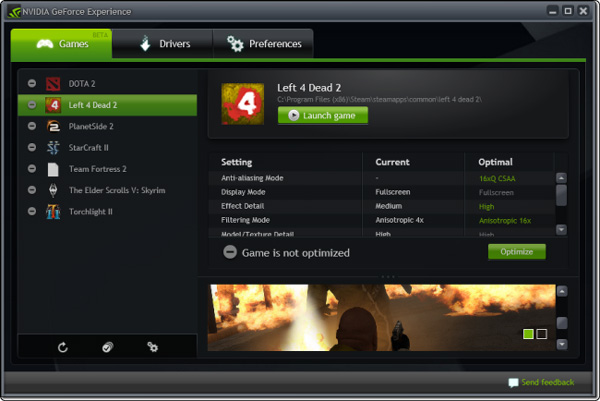 NVIDIA GeForce Experience
Games
BETA
Drivers
Preferences
DOTA 2
Left 4 Dead 2
PlanetSide 2
StarCraft II
Team Fortress 2
The Elder Scrolls V: Skyrim
Torchlight II
4
Left 4 Dead 2
C:\Program Files (x86)\Steam\steamapps\common\left 4 dead 2\
Launch game
Setting Current Optimal
Anti-aliasing Mode - 16xQ CSAA
Display Mode Fullscreen Fullscreen
Effect Detail Medium High
Filtering Mode Anisotropic 4x Anisotropic 16x
Model/Texture Detail High High
Game is not optimized
Optimize
Send feedback